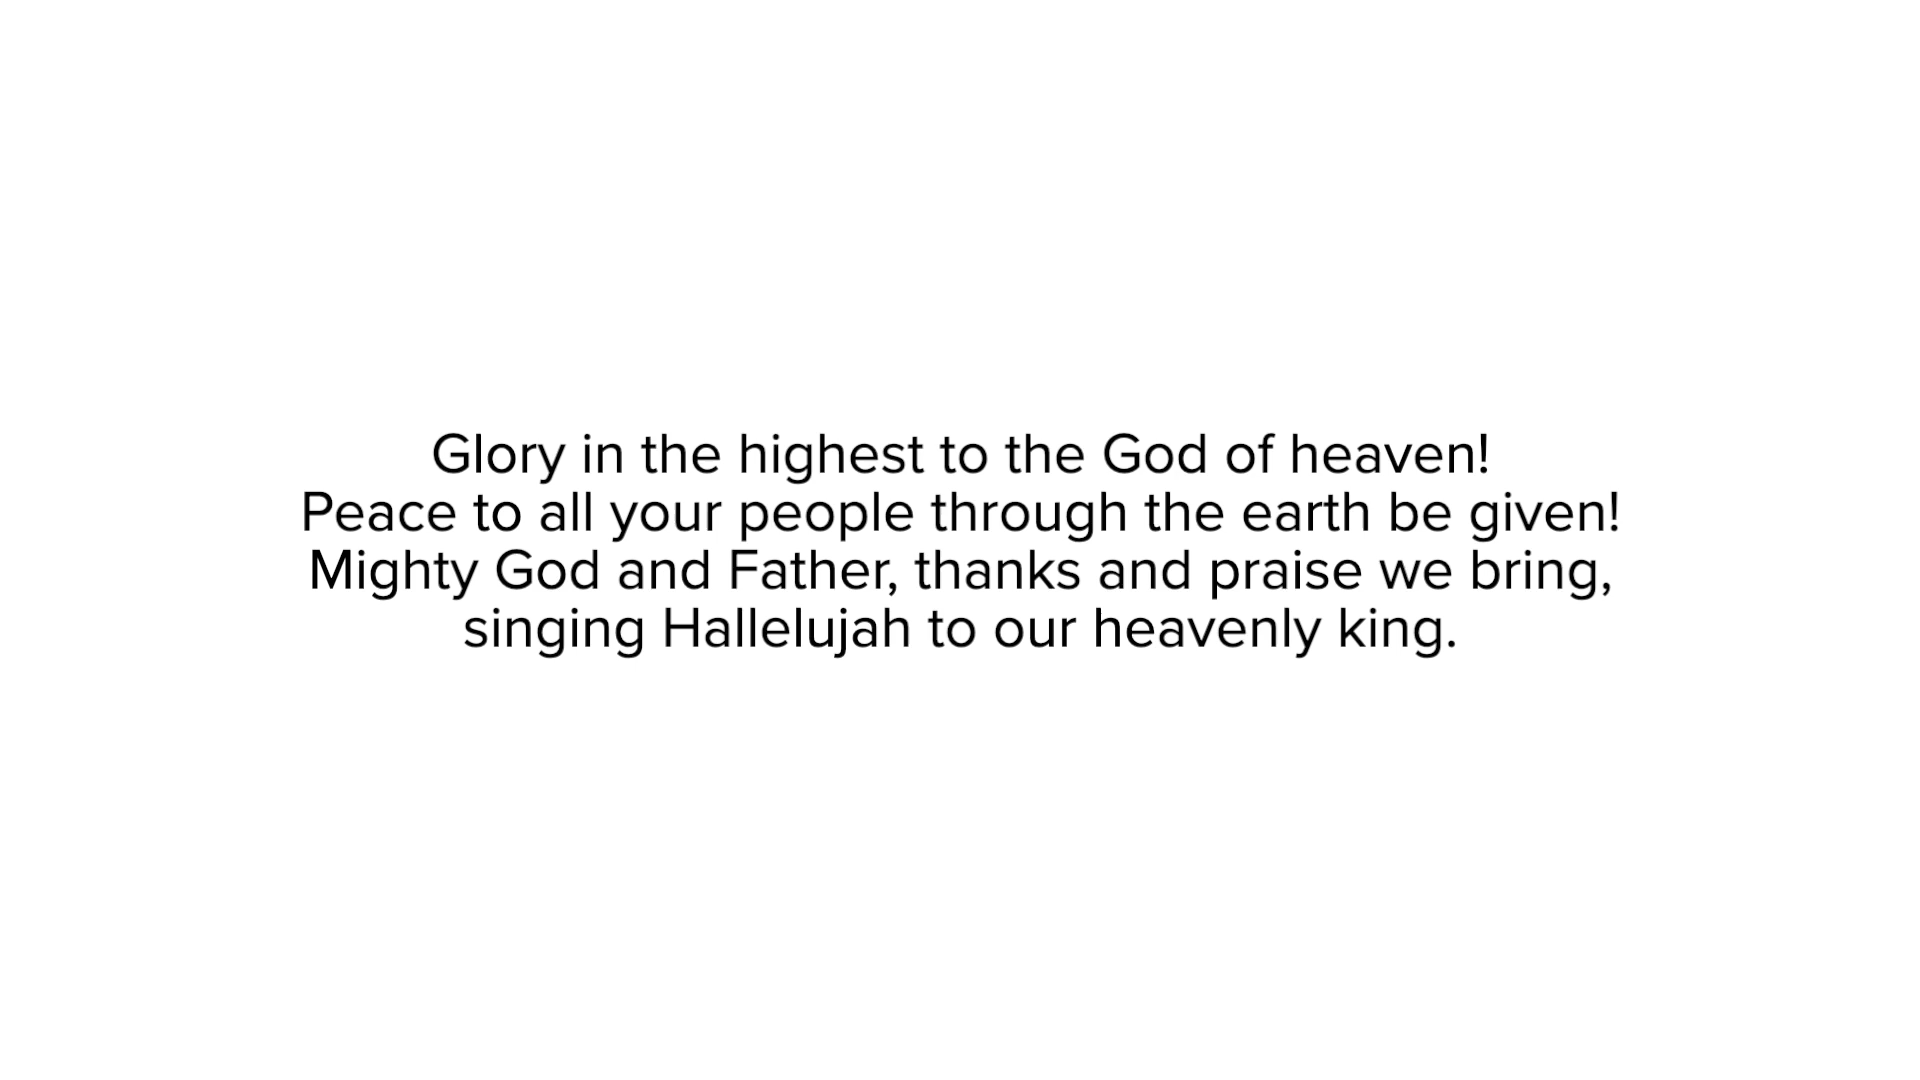 Glory in the highest to the God of heaven!
Peace to all your people through the earth be given!
Mighty God and Father, thanks and praise we bring,
singing Hallelujah to our heavenly king.